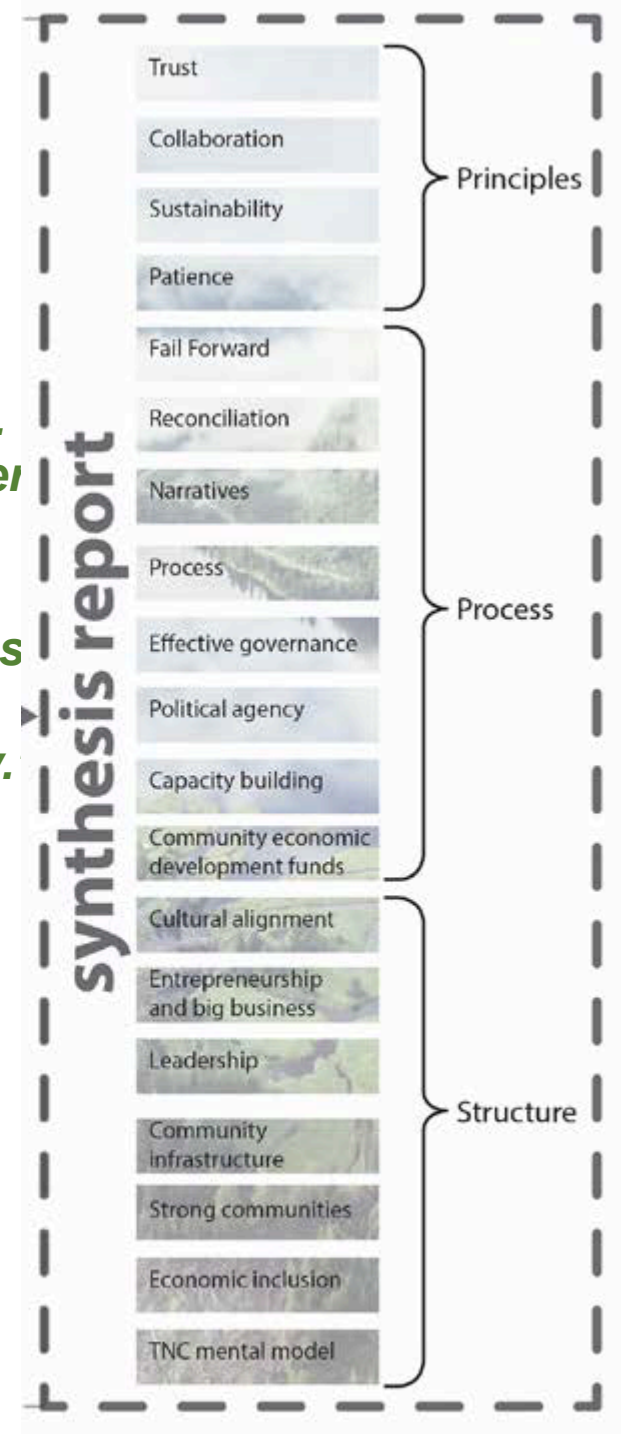 Trust
Collaboration
Sustainability
Patience
Principles
Fail Forward
Reconciliation
Narratives
Process
Effective governance
Political agency
Capacity building
Community economic
development funds
Process
Cultural alignment
Entrepreneurship
and big business
Leadership
Community
infrastructure
Strong communities
Economic inclusion
TNC mental model
Structure
synthesis report